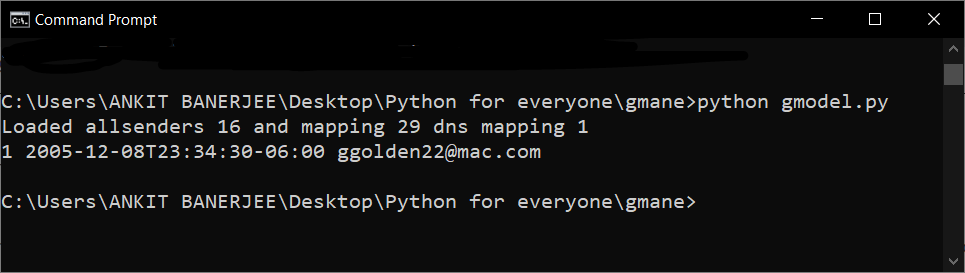 Command Prompt
C:\Users\ANKIT BANERJEE\Desktop\Python for everyone\gmane>python gmodel.py
Loaded allsenders 16 and mapping 29 dns mapping 1
1 2005-12-08T23:34:30-06:00 ggolden22@mac.com
C:\Users\ANKIT BANERJEE\Desktop\Python for everyone\gmane>